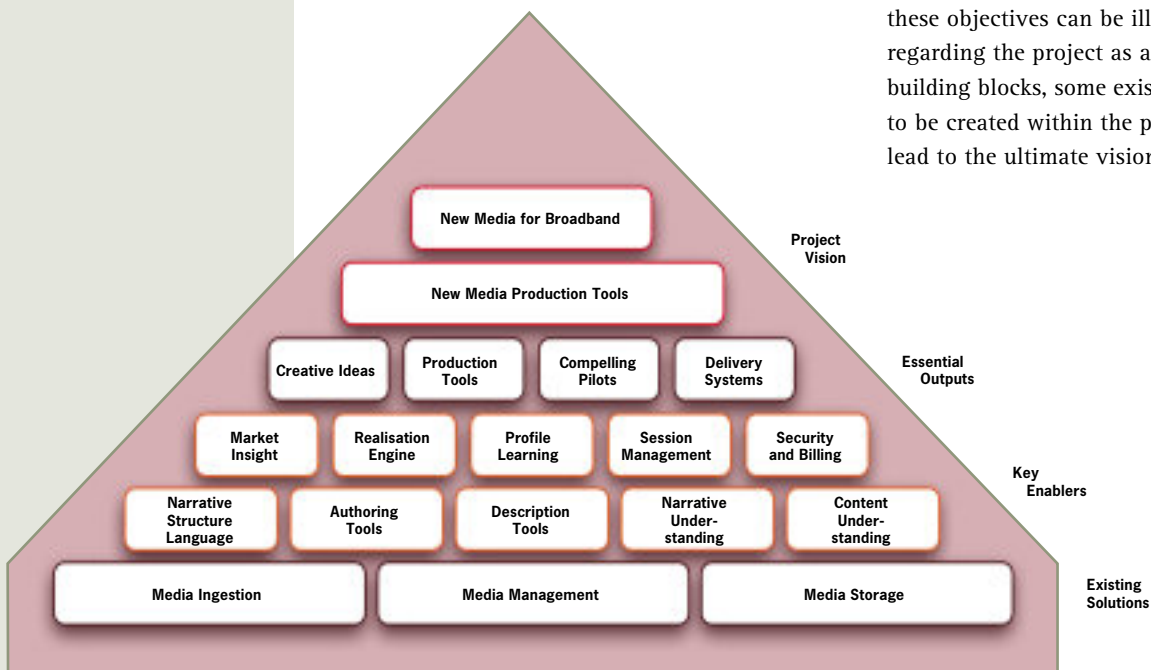 these objectives can be ill
regarding the project as a
building blocks, some exis
to be created within the p
lead to the ultimate vision
New Media for Broadband
Project
Vision
New Media Production Tools
Creative Ideas
Production
Tools
Compelling
Pilots
Delivery
Systems
Essential
Outputs
Market
Insight
Realisation
Engine
Profile
Learning
Session
Management
Security
and Billing
Key
Enablers
Narrative
Structure
Language
Authoring
Tools
Description
Tools
Narrative
Under-
standing
Content
Under-
standing
Media Ingestion
Media Management
Media Storage
Existing
Solutions